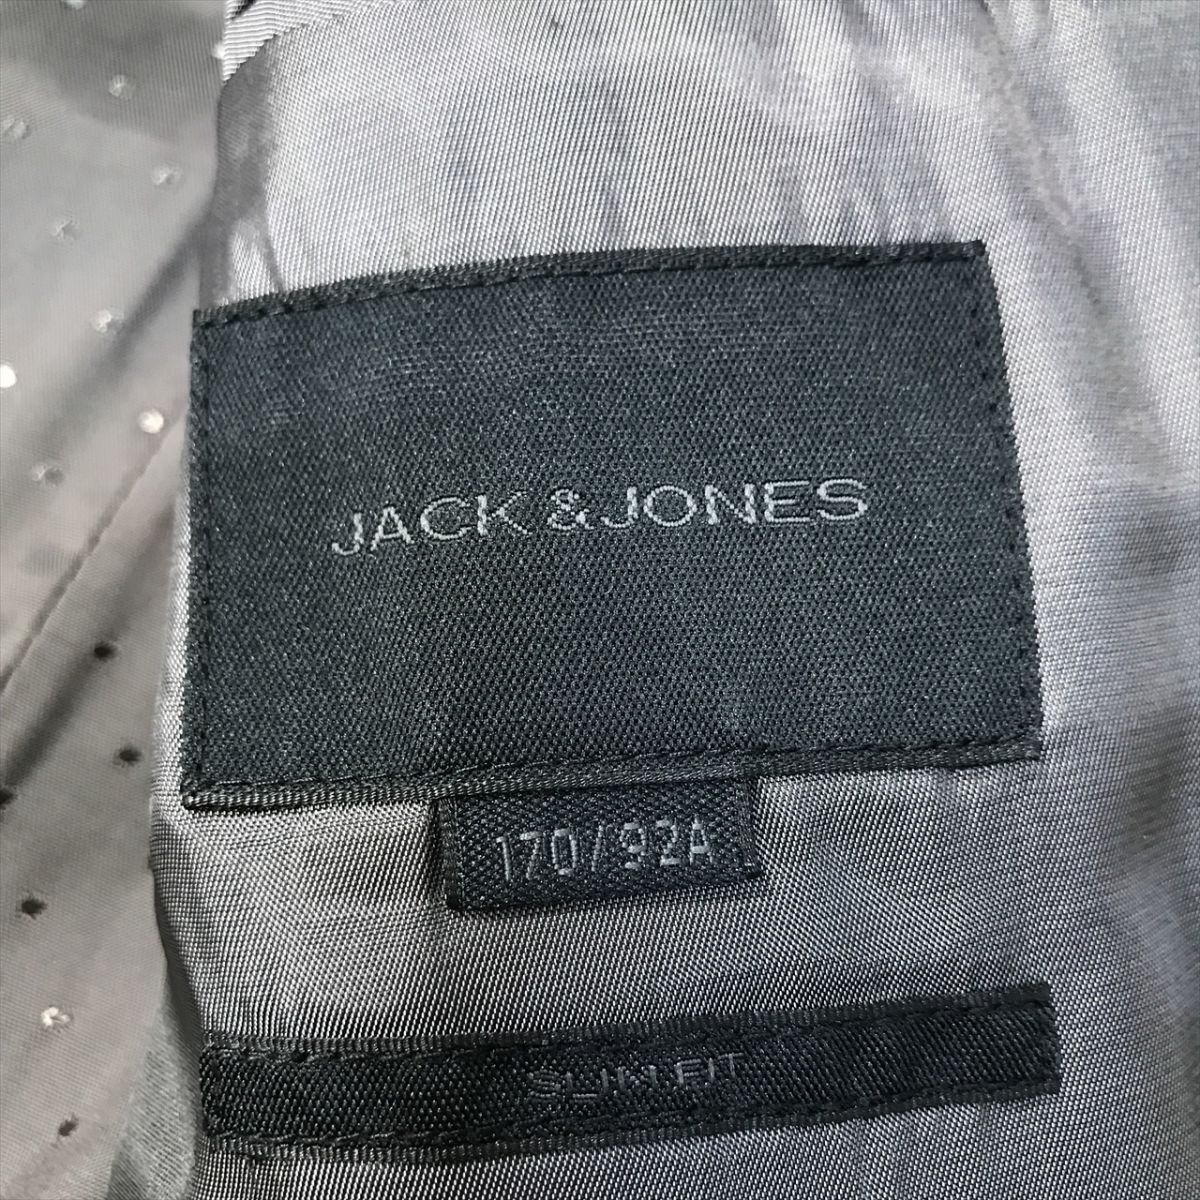 JACK & JONES
170/92A
SLIM FIT